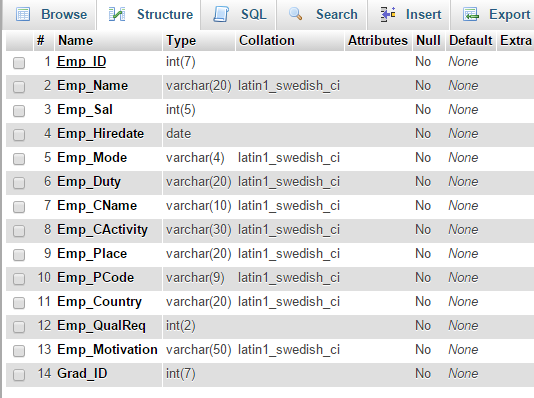 Browse Structure SQL Search Insert Export
# Name Type Collation Attributes Null Default Extra
1 Emp_ID int(7) No None
2 Emp_Name varchar(20) latin1_swedish_ci No None
3 Emp_Sal int(5) No None
4 Emp_Hiredate date No None
5 Emp_Mode varchar(4) latin1_swedish_ci No None
6 Emp_Duty varchar(20) latin1_swedish_ci No None
7 Emp_CName varchar(10) latin1_swedish_ci No None
8 Emp_CActivity varchar(30) latin1_swedish_ci No None
9 Emp_Place varchar(20) latin1_swedish_ci No None
10 Emp_PCode varchar(9) latin1_swedish_ci No None
11 Emp_Country varchar(20) latin1_swedish_ci No None
12 Emp_QualReq int(2) No None
13 Emp_Motivation varchar(50) latin1_swedish_ci No None
14 Grad_ID int(7) No None